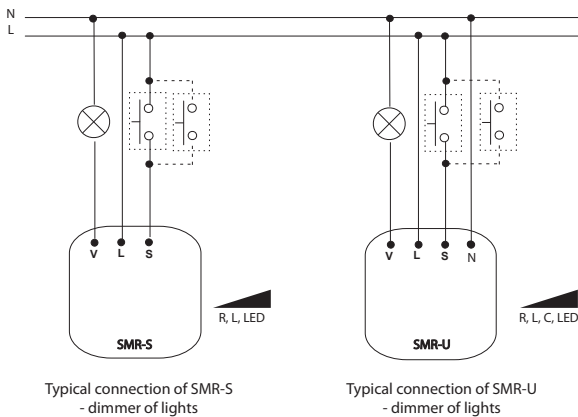 N
L
V L S
V L S N
R, L, LED
R, L, C, LED
SMR-S
SMR-U
Typical connection of SMR-S
- dimmer of lights
Typical connection of SMR-U
- dimmer of lights